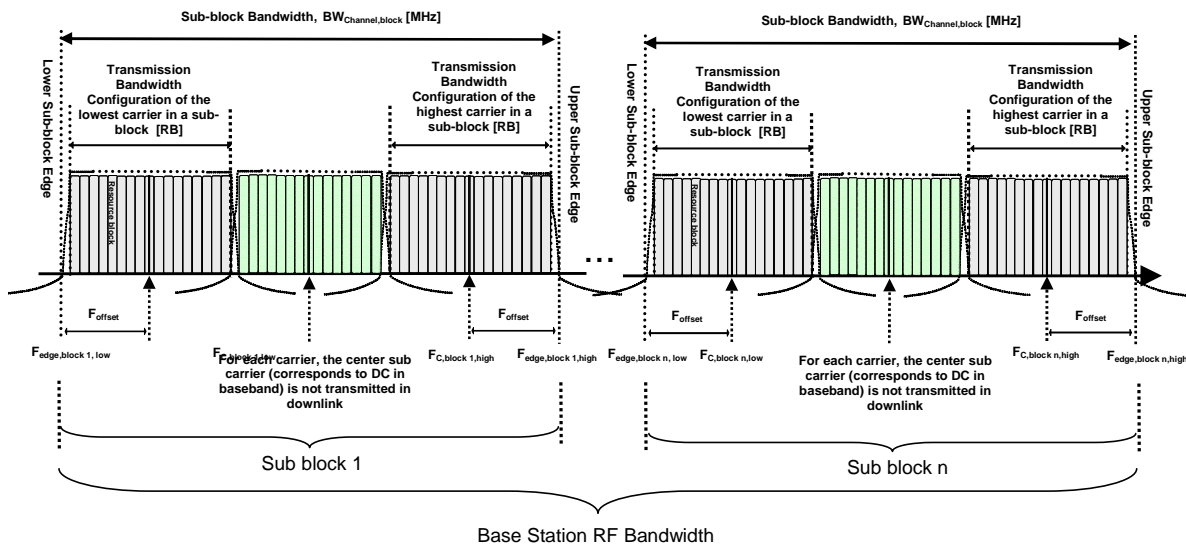 Sub-block Bandwidth, BWChannel,block [MHz]
Lower Sub-block Edge
Transmission
Bandwidth
Configuration of the
lowest carrier in a sub-
block [RB]
Transmission
Bandwidth
Configuration of the
highest carrier in a
sub-block [RB]
Upper Sub-block Edge
Resource block
Foffset
Foffset
Fedge,block 1, low
FC,block 1,low
FC,block 1,high
Fedge,block 1,high
For each carrier, the center sub
carrier (corresponds to DC in
baseband) is not transmitted in
downlink
Sub block 1
...
Sub-block Bandwidth, BWChannel,block [MHz]
Lower Sub-block Edge
Transmission
Bandwidth
Configuration of the
lowest carrier in a
sub-block [RB]
Transmission
Bandwidth
Configuration of the
highest carrier in a
sub-block [RB]
Upper Sub-block Edge
Resource block
Foffset
Foffset
Fedge,block n, low
FC,block n,low
FC,block n,high
Fedge,block n,high
For each carrier, the center sub
carrier (corresponds to DC in
baseband) is not transmitted in
downlink
Sub block n
Base Station RF Bandwidth